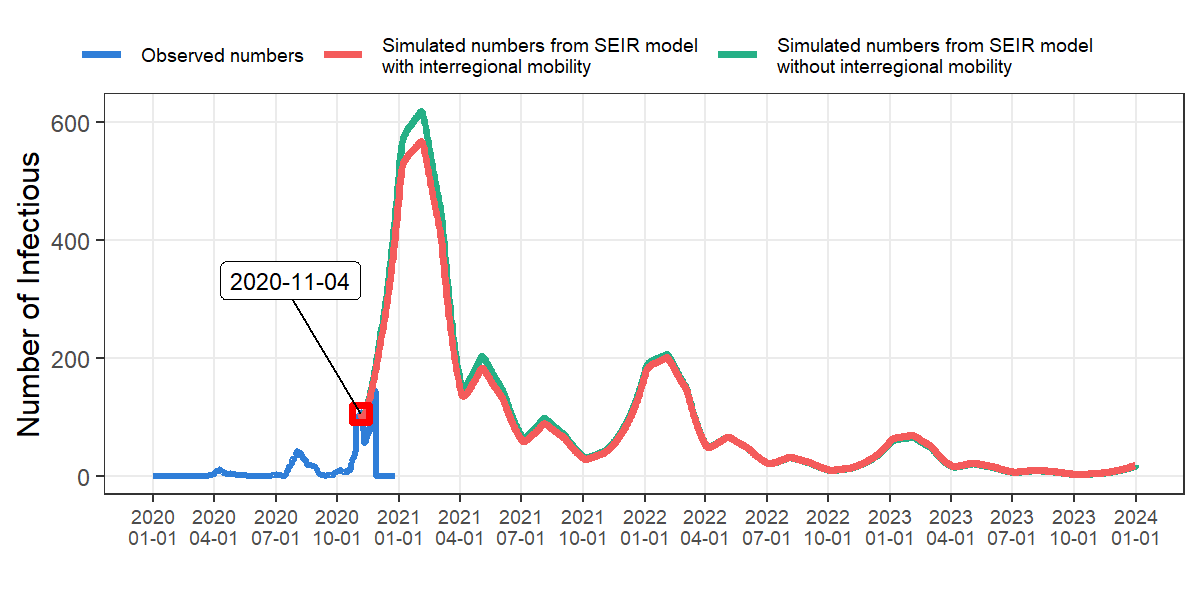 Observed numbers
Simulated numbers from SEIR model
with interregional mobility
Simulated numbers from SEIR model
without interregional mobility
Number of Infectious
600
400
200
0
2020-11-04
2020 2020 2020 2020 2021 2021 2021 2021 2022 2022 2022 2022 2023 2023 2023 2023 2024
01-01 04-01 07-01 10-01 01-01 04-01 07-01 10-01 01-01 04-01 07-01 10-01 01-01 04-01 07-01 10-01 01-01